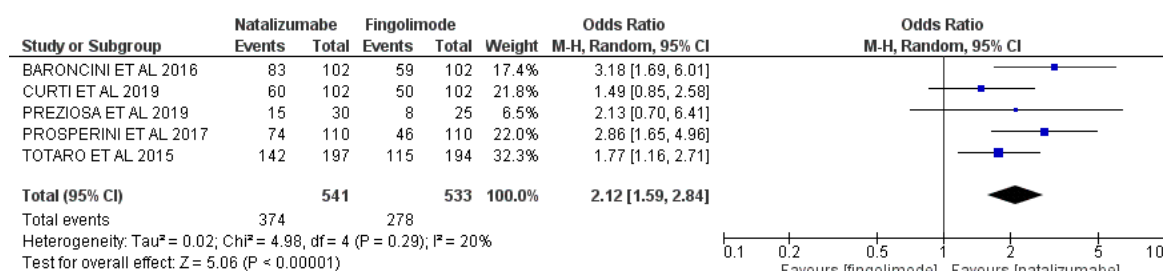 Natalizumabe Fingolimode Odds Ratio Odds Ratio
Study or Subgroup Events Total Events Total Weight M-H, Random, 95% CI M-H, Random, 95% CI
BARONCINI ET AL 2016 83 102 59 102 17.4% 3.18 [1.69, 6.01]
CURTI ET AL 2019 60 102 50 102 21.8% 1.49 [0.85, 2.58]
PREZIOSA ET AL 2019 15 30 8 25 6.5% 2.13 [0.70, 6.41]
PROSPERINI ET AL 2017 74 110 46 110 22.0% 2.86 [1.65, 4.96]
TOTARO ET AL 2015 142 197 115 194 32.3% 1.77 [1.16, 2.71]
Total (95% CI) 541 533 100.0% 2.12 [1.59, 2.84]
Total events 374 278
Heterogeneity: Tau² = 0.02; Chi² = 4.98, df = 4 (P = 0.29); I² = 20%
Test for overall effect: Z = 5.06 (P < 0.00001)
0.1 0.2 0.5 1 2 5 10
Favours [fingolimode] Favours [natalizumabe]